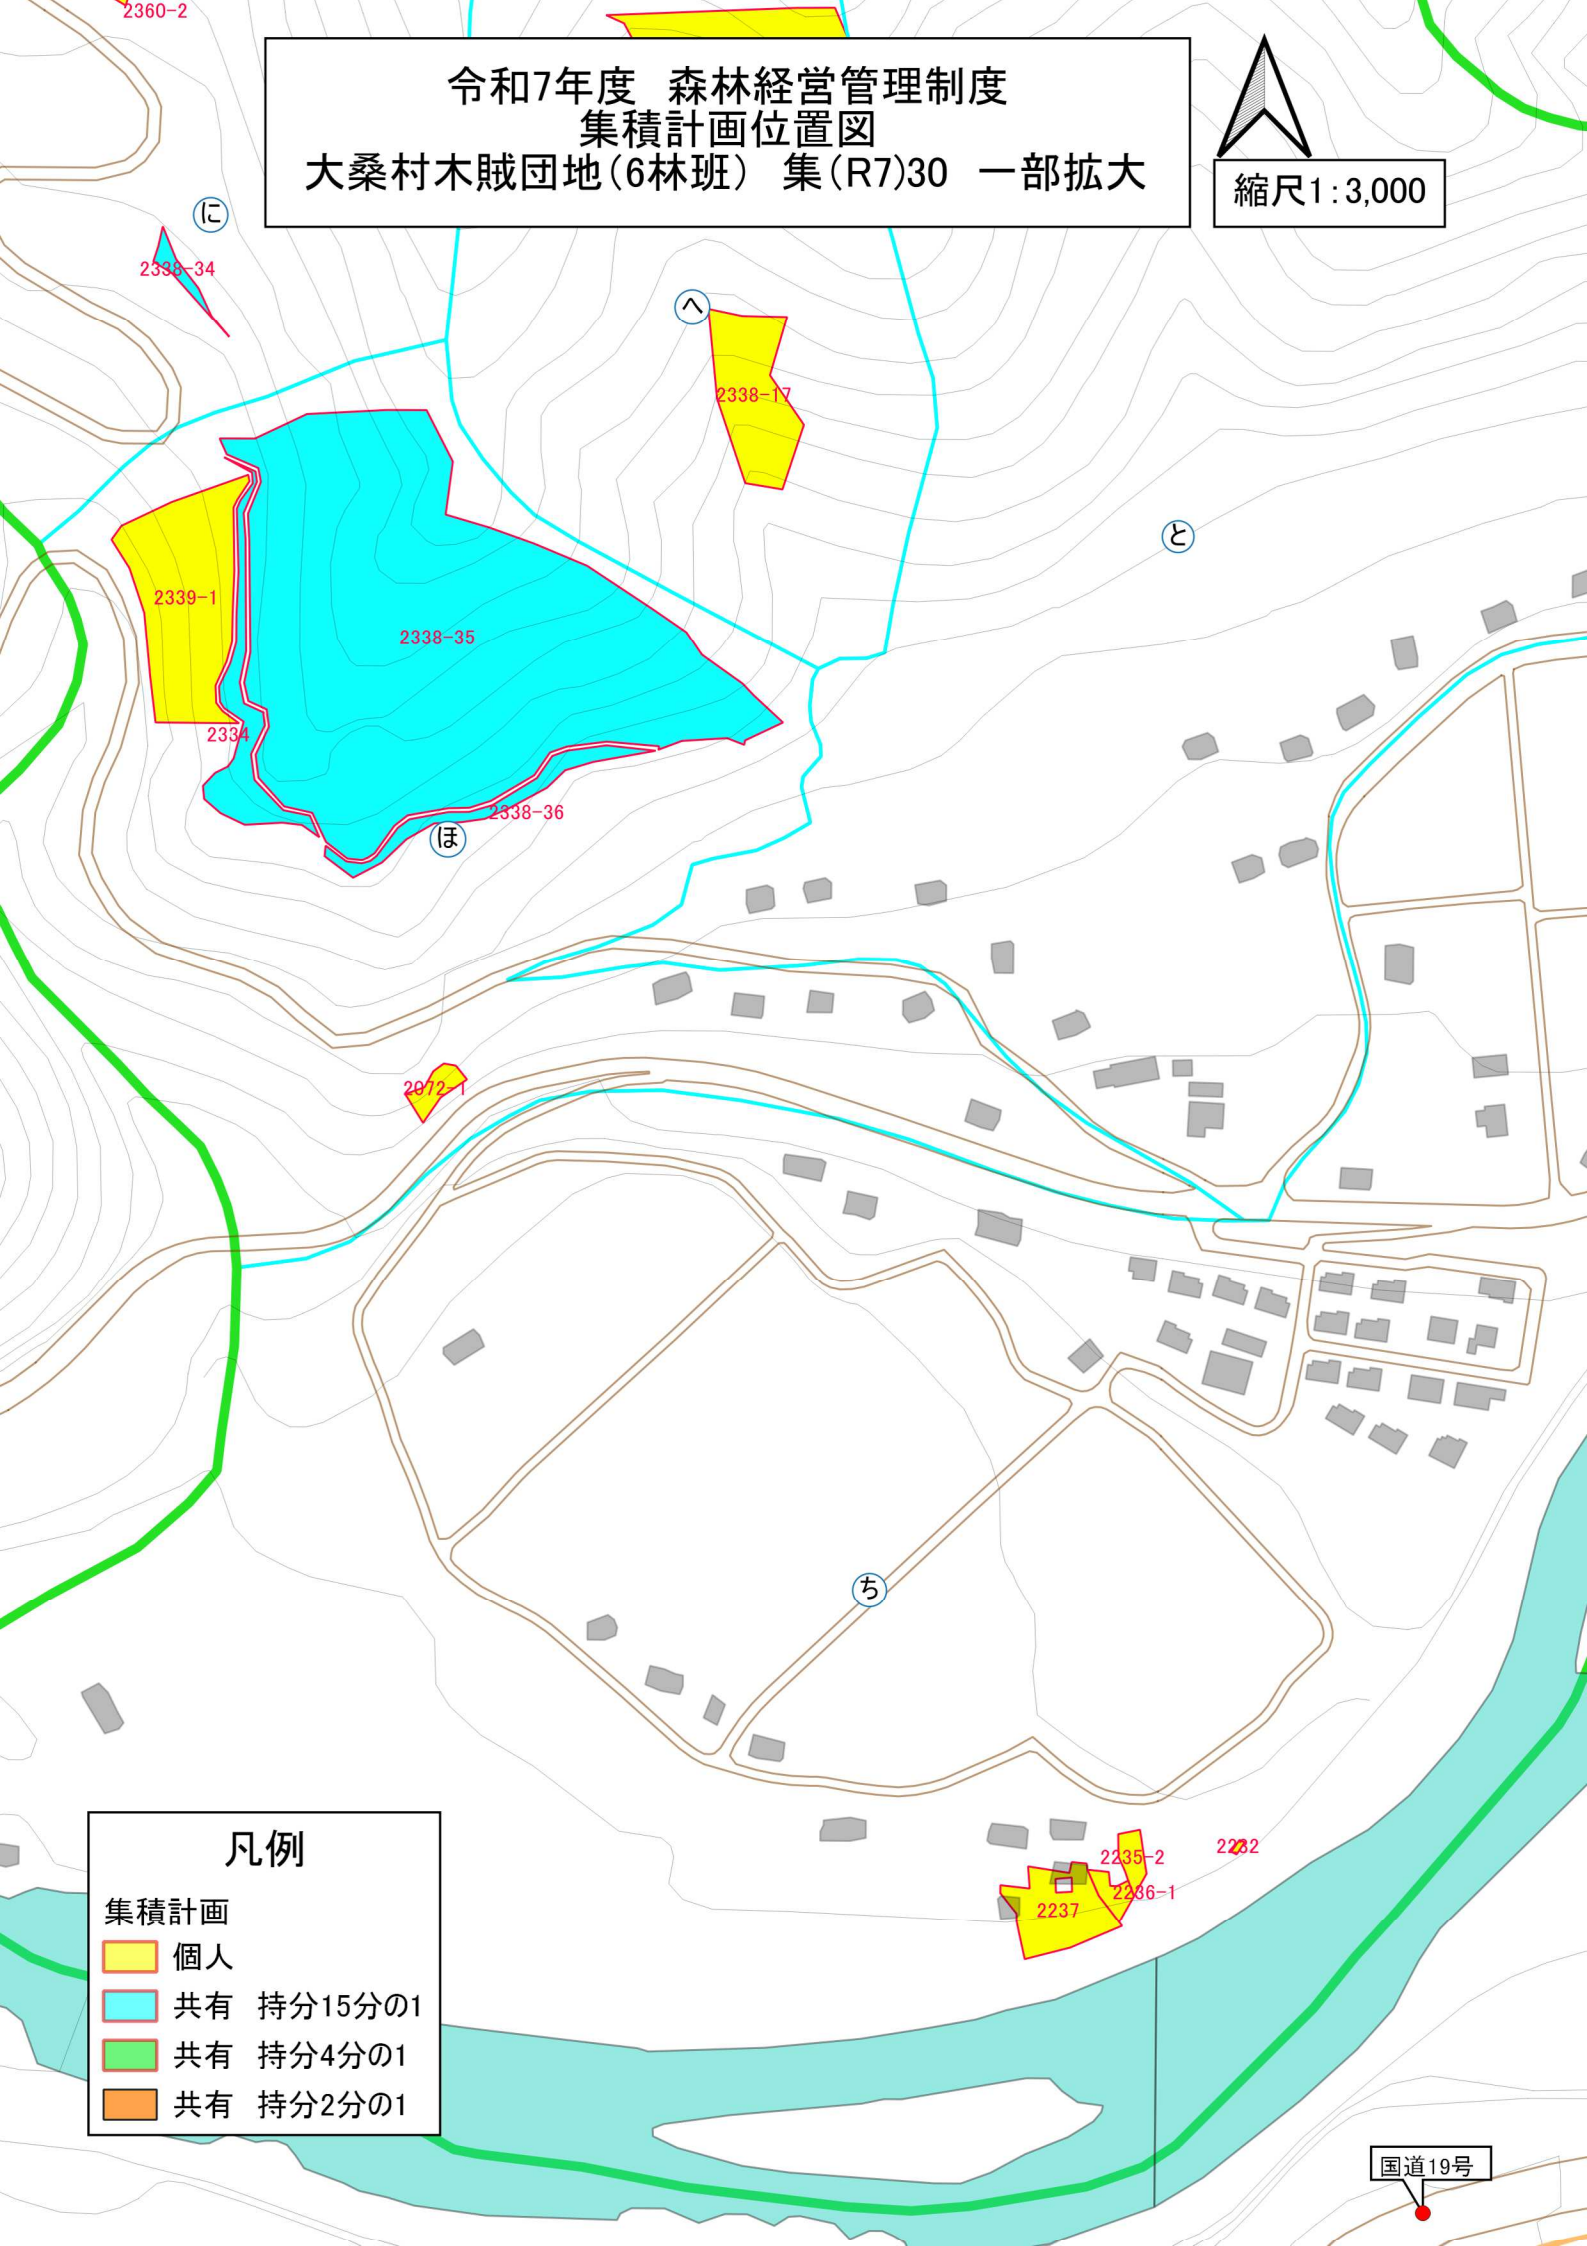 2360-2
令和7年度 森林経営管理制度
集積計画位置図
大桑村木賊団地(6林班) 集(R7)30 一部拡大
縮尺1:3,000
に
2338-34
へ
2338-17
と
2339-1
2338-35
2334
2338-36
ほ
2072-1
ち
2235-2
2232
2236-1
2237
凡例
集積計画
個人
共有 持分15分の1
共有 持分4分の1
共有 持分2分の1
国道19号